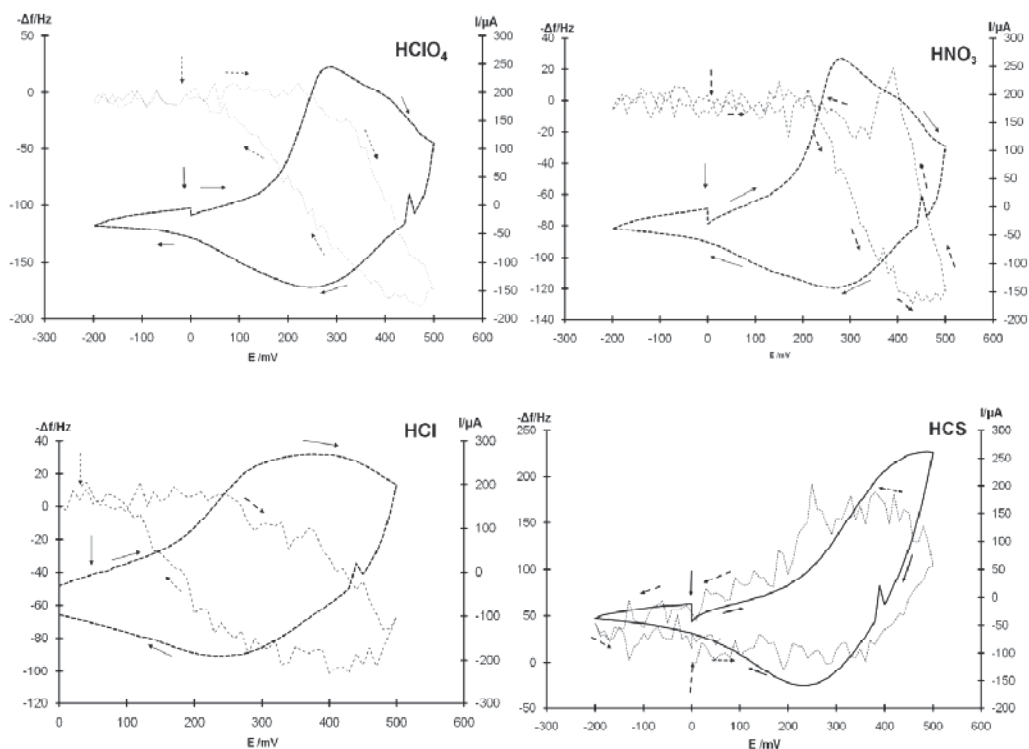 -Δf/Hz I/μA
HClO4
50 0 -50 -100 -150 -200
300 250 200 150 100 50 0 -50 -100 -150 -200
-300 -200 -100 0 100 200 300 400 500 600
E /mV
-Δf/Hz I/μA
HNO3
40 20 0 -20 -40 -60 -80 -100 -120 -140
300 250 200 150 100 50 0 -50 -100 -150 -200
-300 -200 -100 0 100 200 300 400 500 600
E /mV
-Δf/Hz I/μA
HCl
40 20 0 -20 -40 -60 -80 -100 -120
300 200 100 0 -100 -200 -300
0 100 200 300 400 500 600
E /mV
-Δf/Hz I/μA
HCS
250 200 150 100 50 0 -50
300 250 200 150 100 50 0 -50 -100 -150 -200
-300 -200 -100 0 100 200 300 400 500 600
E /mV